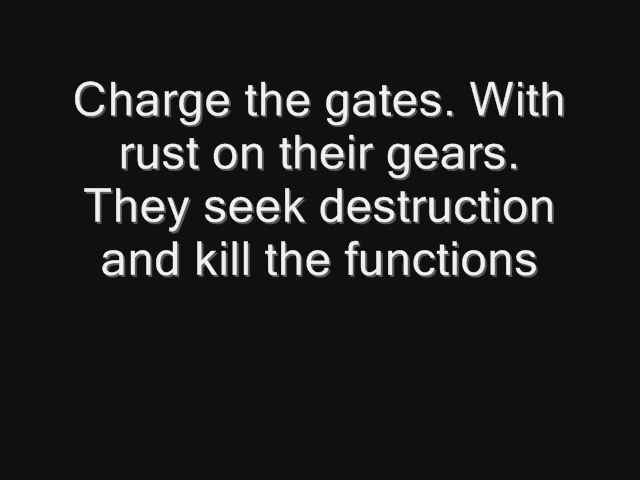 Charge the gates. With
rust on their gears.
They seek destruction
and kill the functions